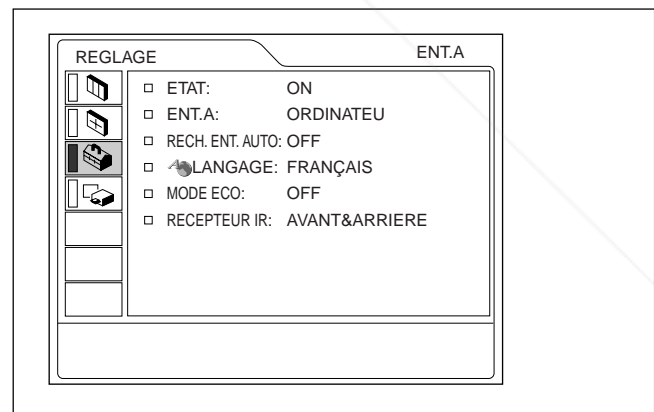 REGLAGE ENT.A
ETAT: ON
ENT.A: ORDINATEU
RECH. ENT. AUTO: OFF
LANGAGE: FRANÇAIS
MODE ECO: OFF
RECEPTEUR IR: AVANT&ARRIERE